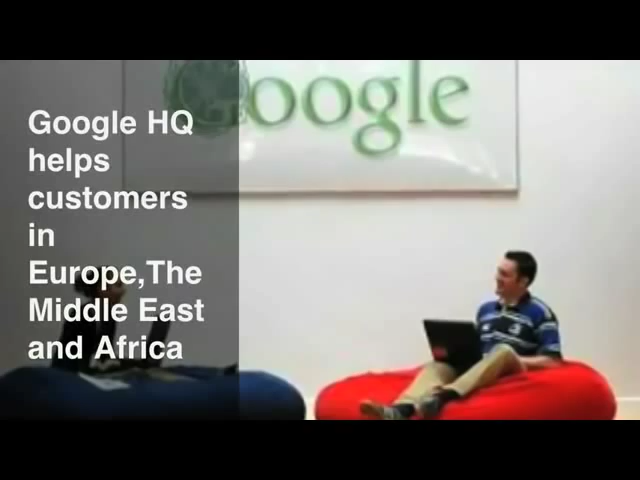 Google
Google HQ
helps
customers
in
Europe,The
Middle East
and Africa